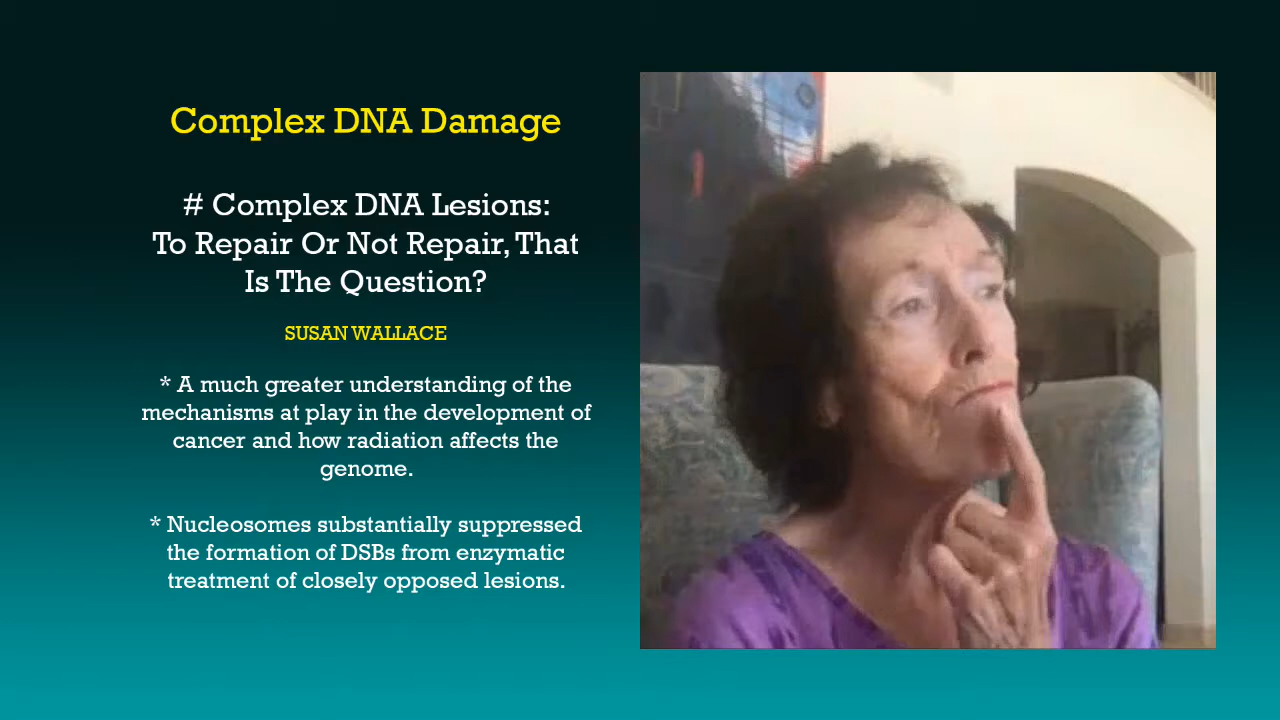 Complex DNA Damage
# Complex DNA Lesions:
To Repair Or Not Repair, That
Is The Question?
SUSAN WALLACE
* A much greater understanding of the
mechanisms at play in the development of
cancer and how radiation affects the
genome.
* Nucleosomes substantially suppressed
the formation of DSBs from enzymatic
treatment of closely opposed lesions.